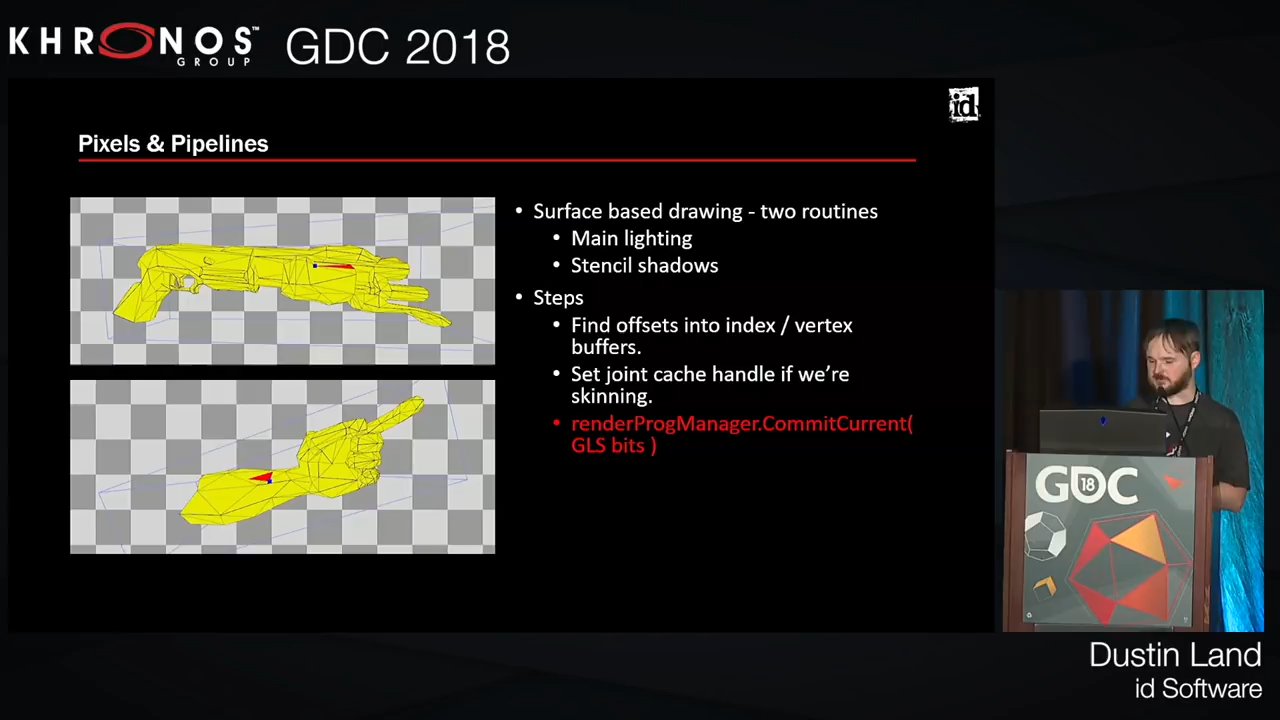 KHRONOS™
GROUP
GDC 2018
id
Pixels & Pipelines
• Surface based drawing - two routines
• Main lighting
• Stencil shadows
• Steps
• Find offsets into index / vertex
buffers.
• Set joint cache handle if we’re
skinning.
• renderProgManager.CommitCurrent(
GLS bits )
GDC
18
Dustin Land
id Software